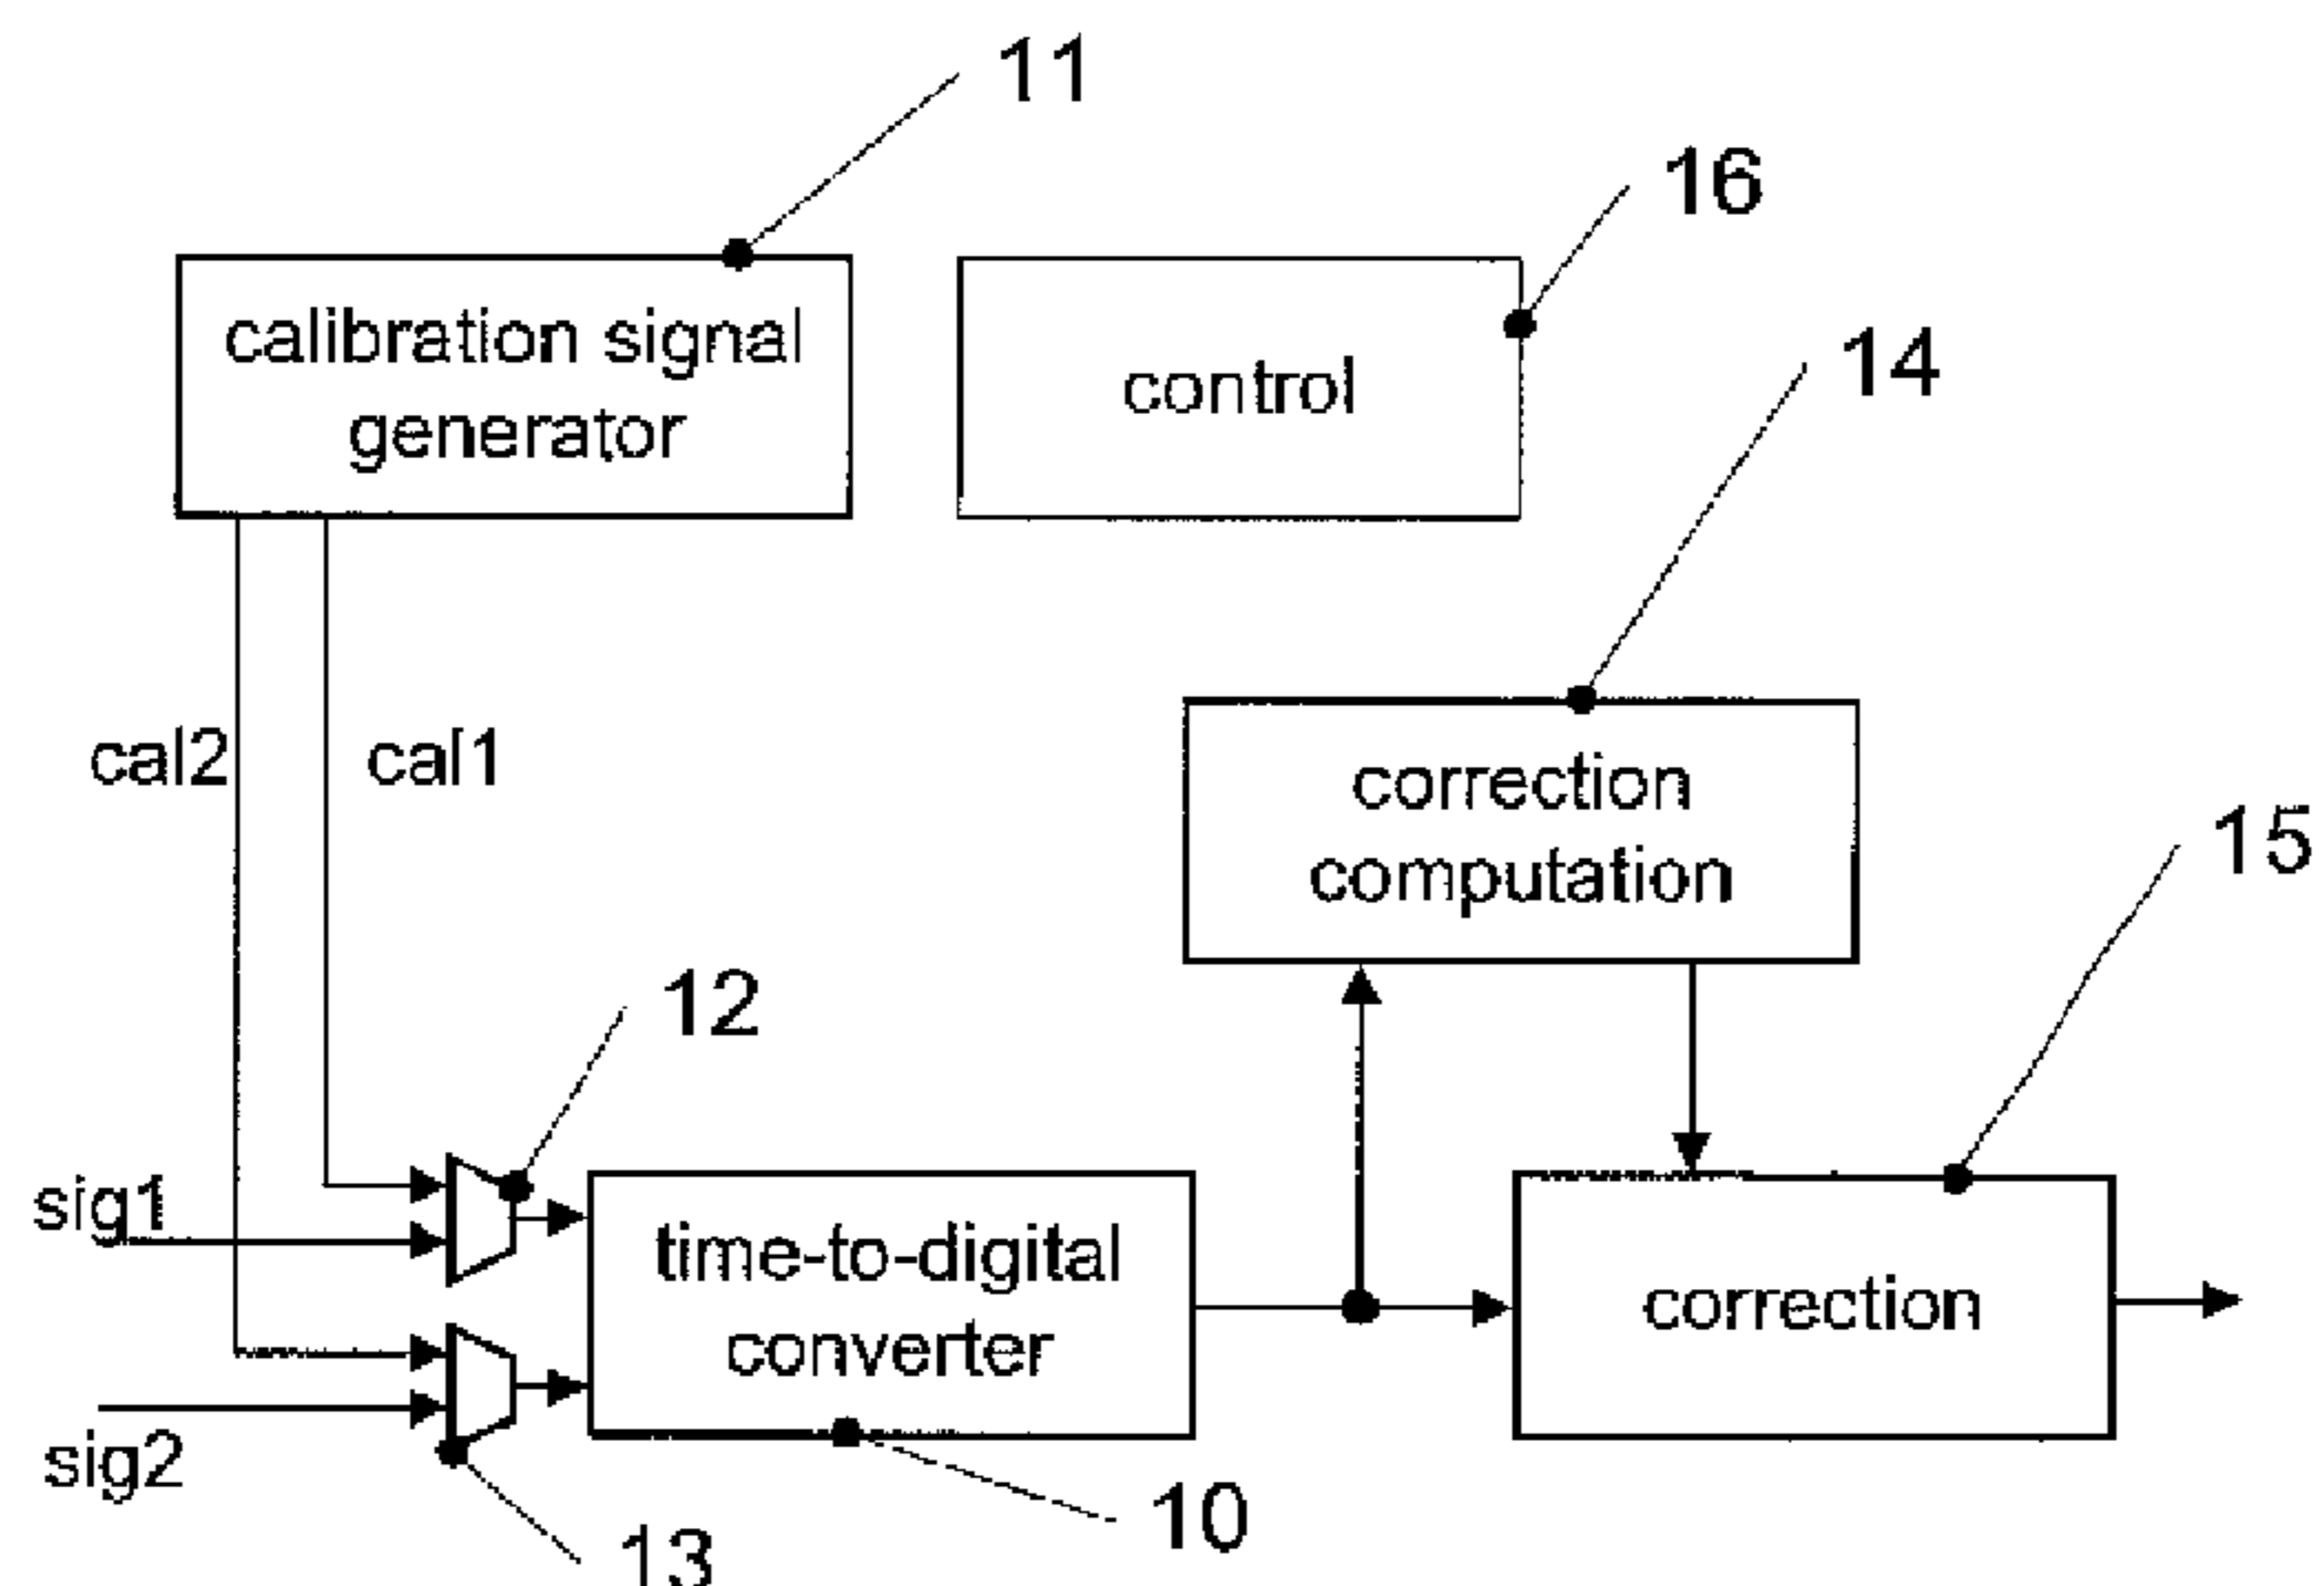 11
16
calibration signal
generator
control
14
cal2
cal1
correction
computation
15
12
sig1
time-to-digital
converter
correction
sig2
10
13